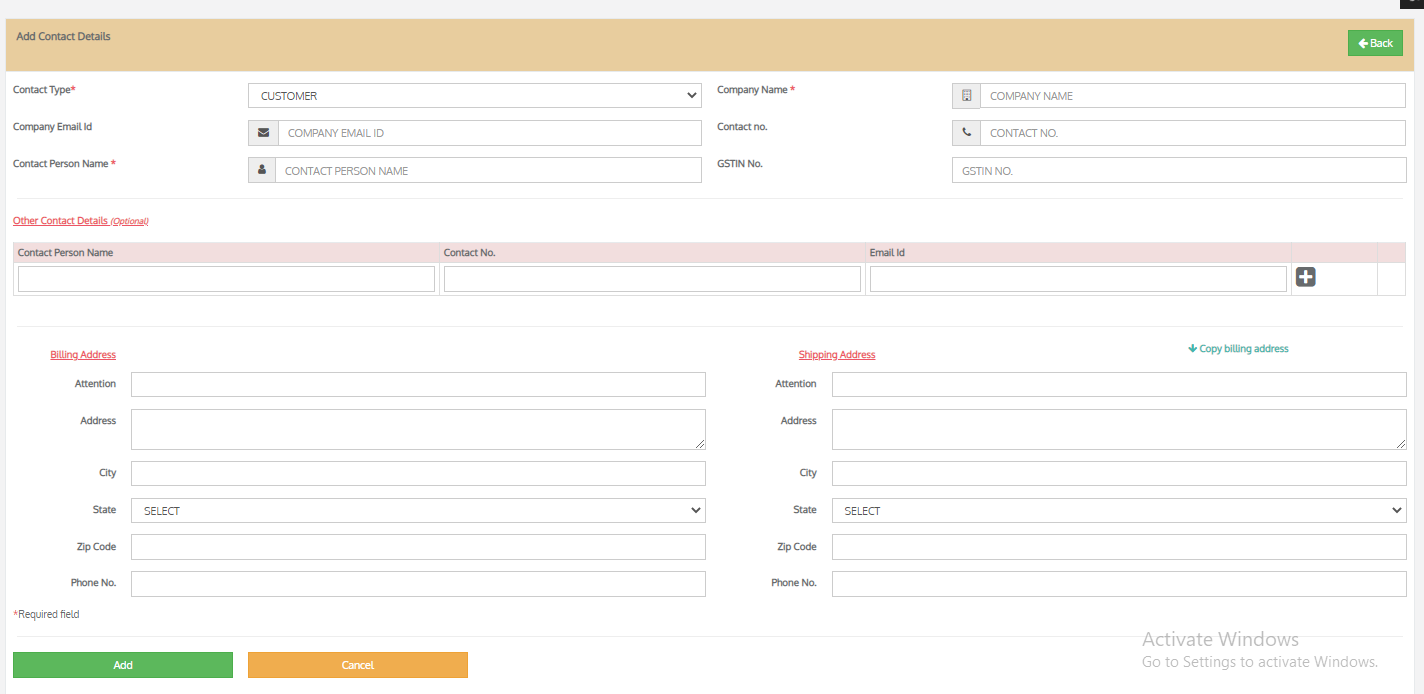 Add Contact Details
Back
Contact Type* CUSTOMER Company Name * COMPANY NAME
Company Email Id COMPANY EMAIL ID Contact no. CONTACT NO.
Contact Person Name * CONTACT PERSON NAME GSTIN No. GSTIN NO.
Other Contact Details (Optional)
Contact Person Name Contact No. Email Id
Billing Address Shipping Address Copy billing address
Attention Attention
Address Address
City City
State SELECT State SELECT
Zip Code Zip Code
Phone No. Phone No.
*Required field
Add Cancel
Activate Windows
Go to Settings to activate Windows.